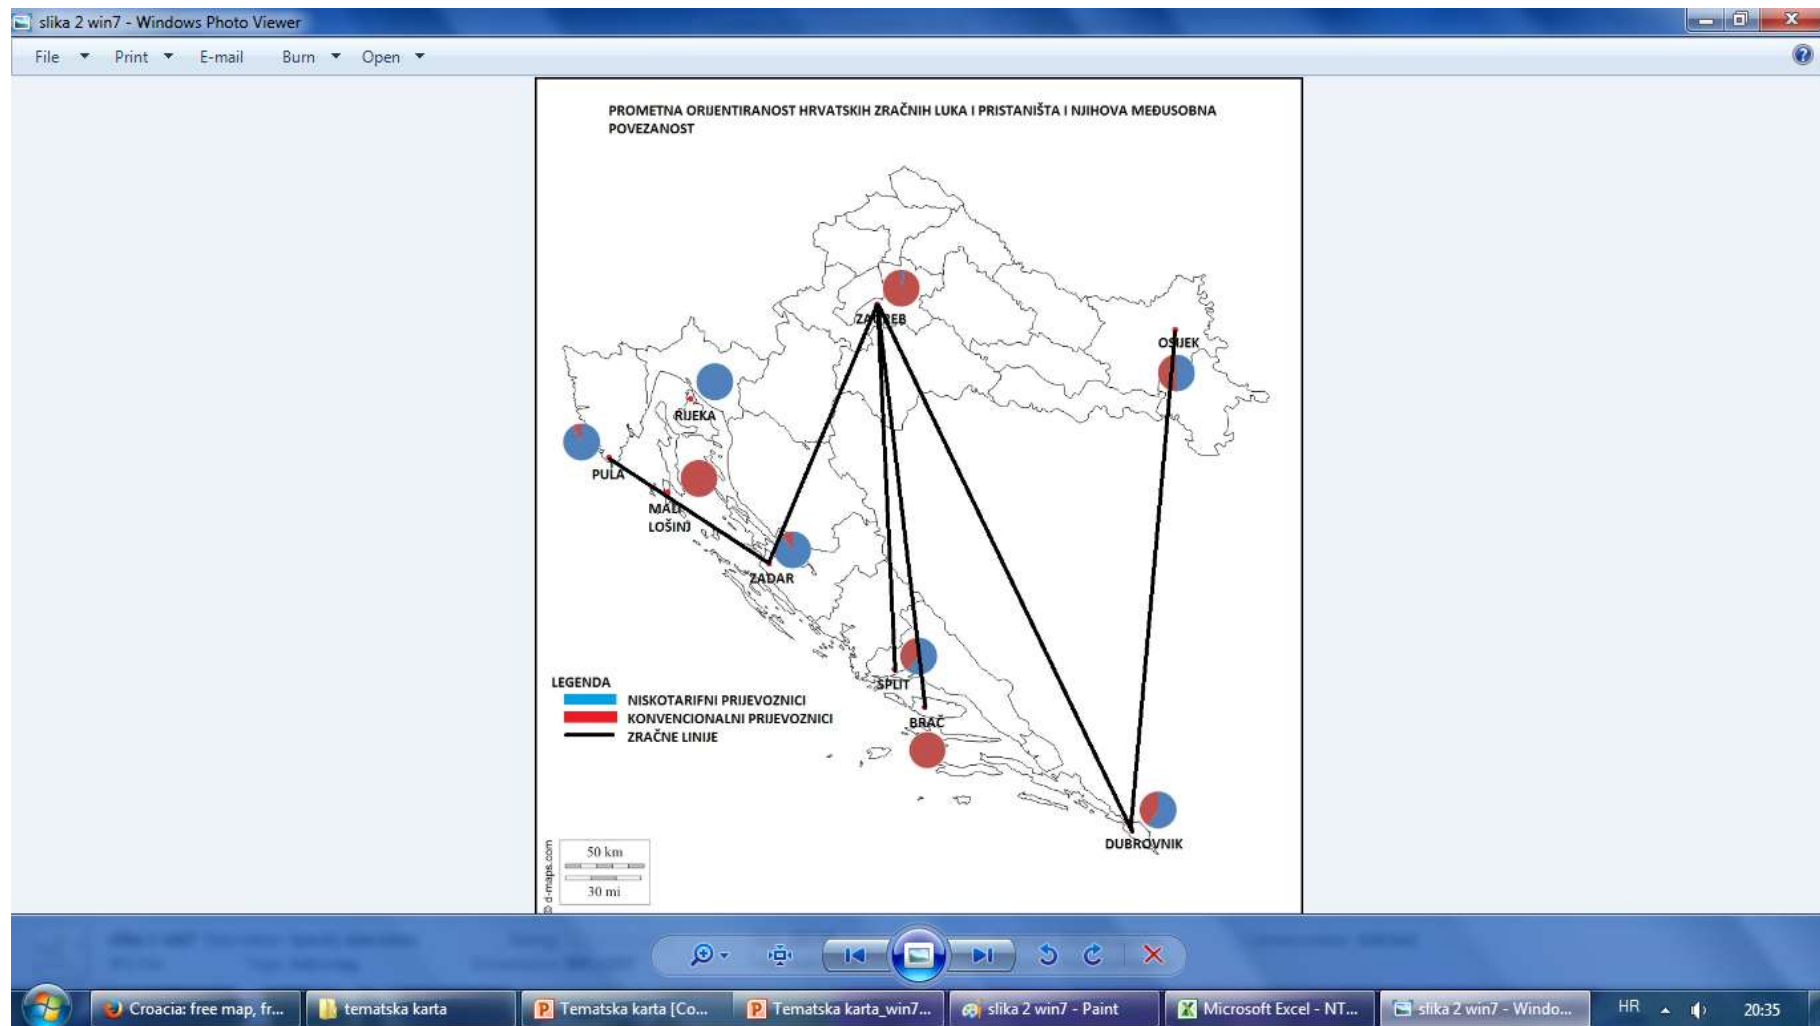 slika 2 win7 - Windows Photo Viewer
File Print E-mail Burn Open
PROMETNA ORIJENTIRANOST HRVATSKIH ZRAČNIH LUKA I PRISTANIŠTA I NJIHOVA MEĐUSOBNA
POVEZANOST
ZAGREB
OSIJEK
RIJEKA
PULA
MALI
LOŠINJ
ZADAR
SPLIT
BRAČ
DUBROVNIK
LEGENDA
NISKOTARIFNI PRIJEVOZNICI
KONVENCIONALNI PRIJEVOZNICI
ZRAČNE LINIJE
50 km
30 mi
© d-maps.com
Croacia: free map, fr...
tematska karta
Tematska karta [Co...
Tematska karta_win7...
slika 2 win7 - Paint
Microsoft Excel - NT...
slika 2 win7 - Windo...
HR
20:35